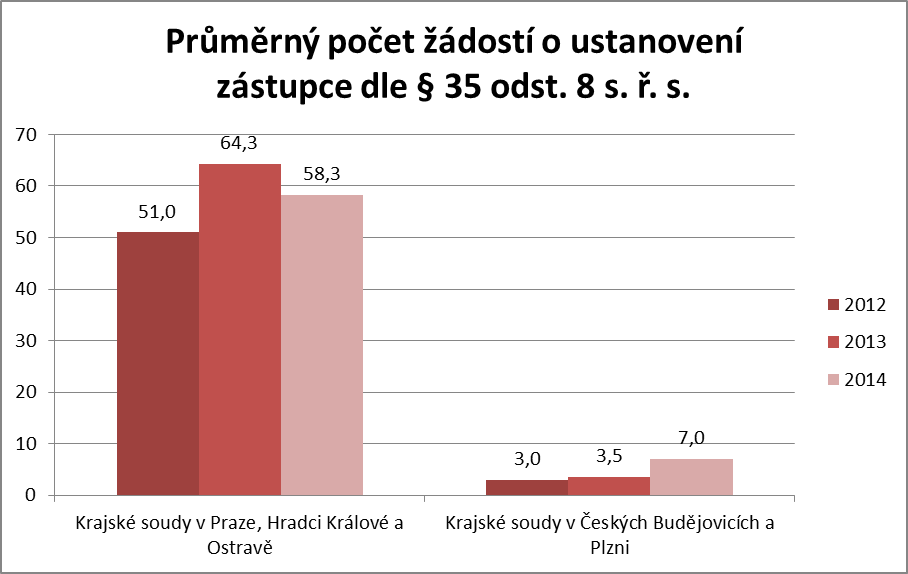 Průměrný počet žádostí o ustanovení
zástupce dle § 35 odst. 8 s. ř. s.
70
60
50
40
30
20
10
0
51,0
64,3
58,3
3,0
3,5
7,0
Krajské soudy v Praze, Hradci Králové a
Ostravě
Krajské soudy v Českých Budějovicích a
Plzni
2012
2013
2014